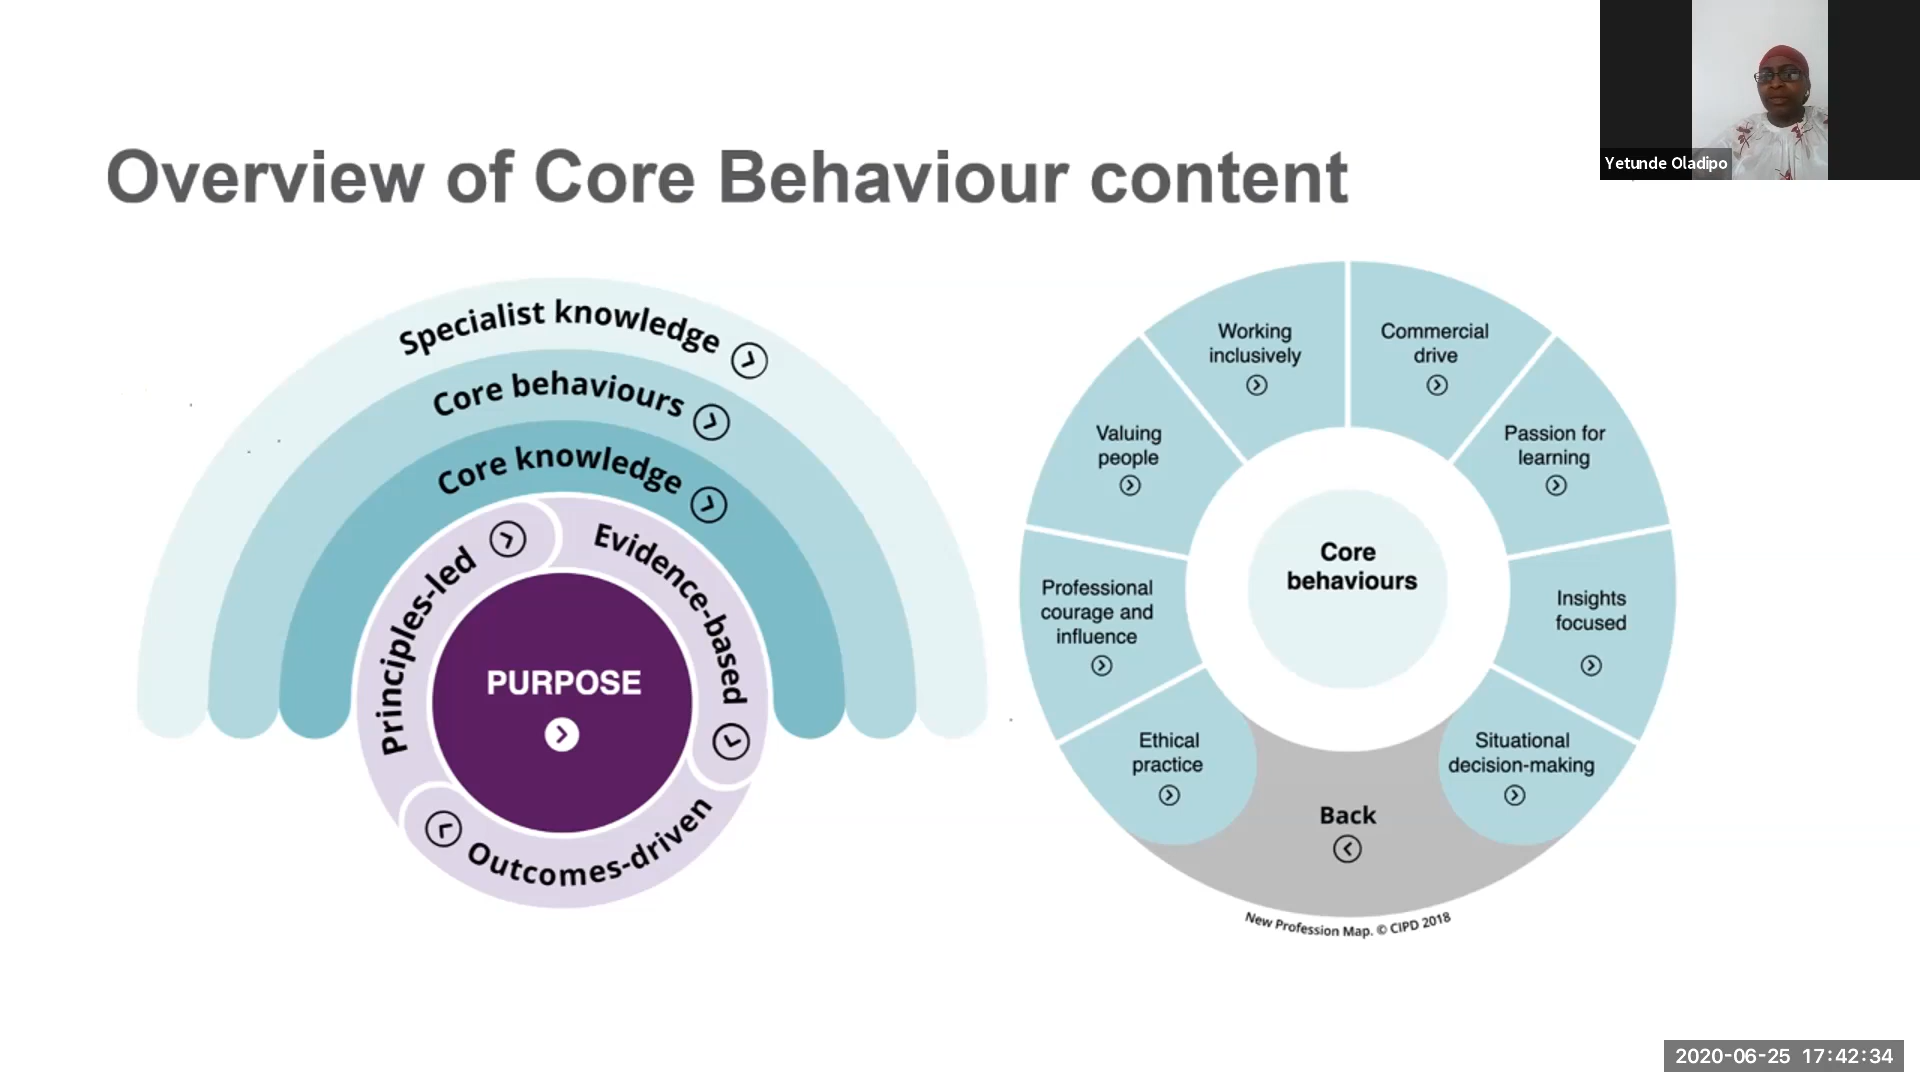 Yetunde Oladipo
Overview of Core Behaviour content
Specialist knowledge
Core behaviours
Core knowledge
Principles-led
Evidence-based
Outcomes-driven
PURPOSE
Working
inclusively
Commercial
drive
Valuing
people
Passion for
learning
Professional
courage and
influence
Core
behaviours
Insights
focused
Ethical
practice
Situational
decision-making
Back
New Profession Map. © CIPD 2018
2020-06-25 17:42:34